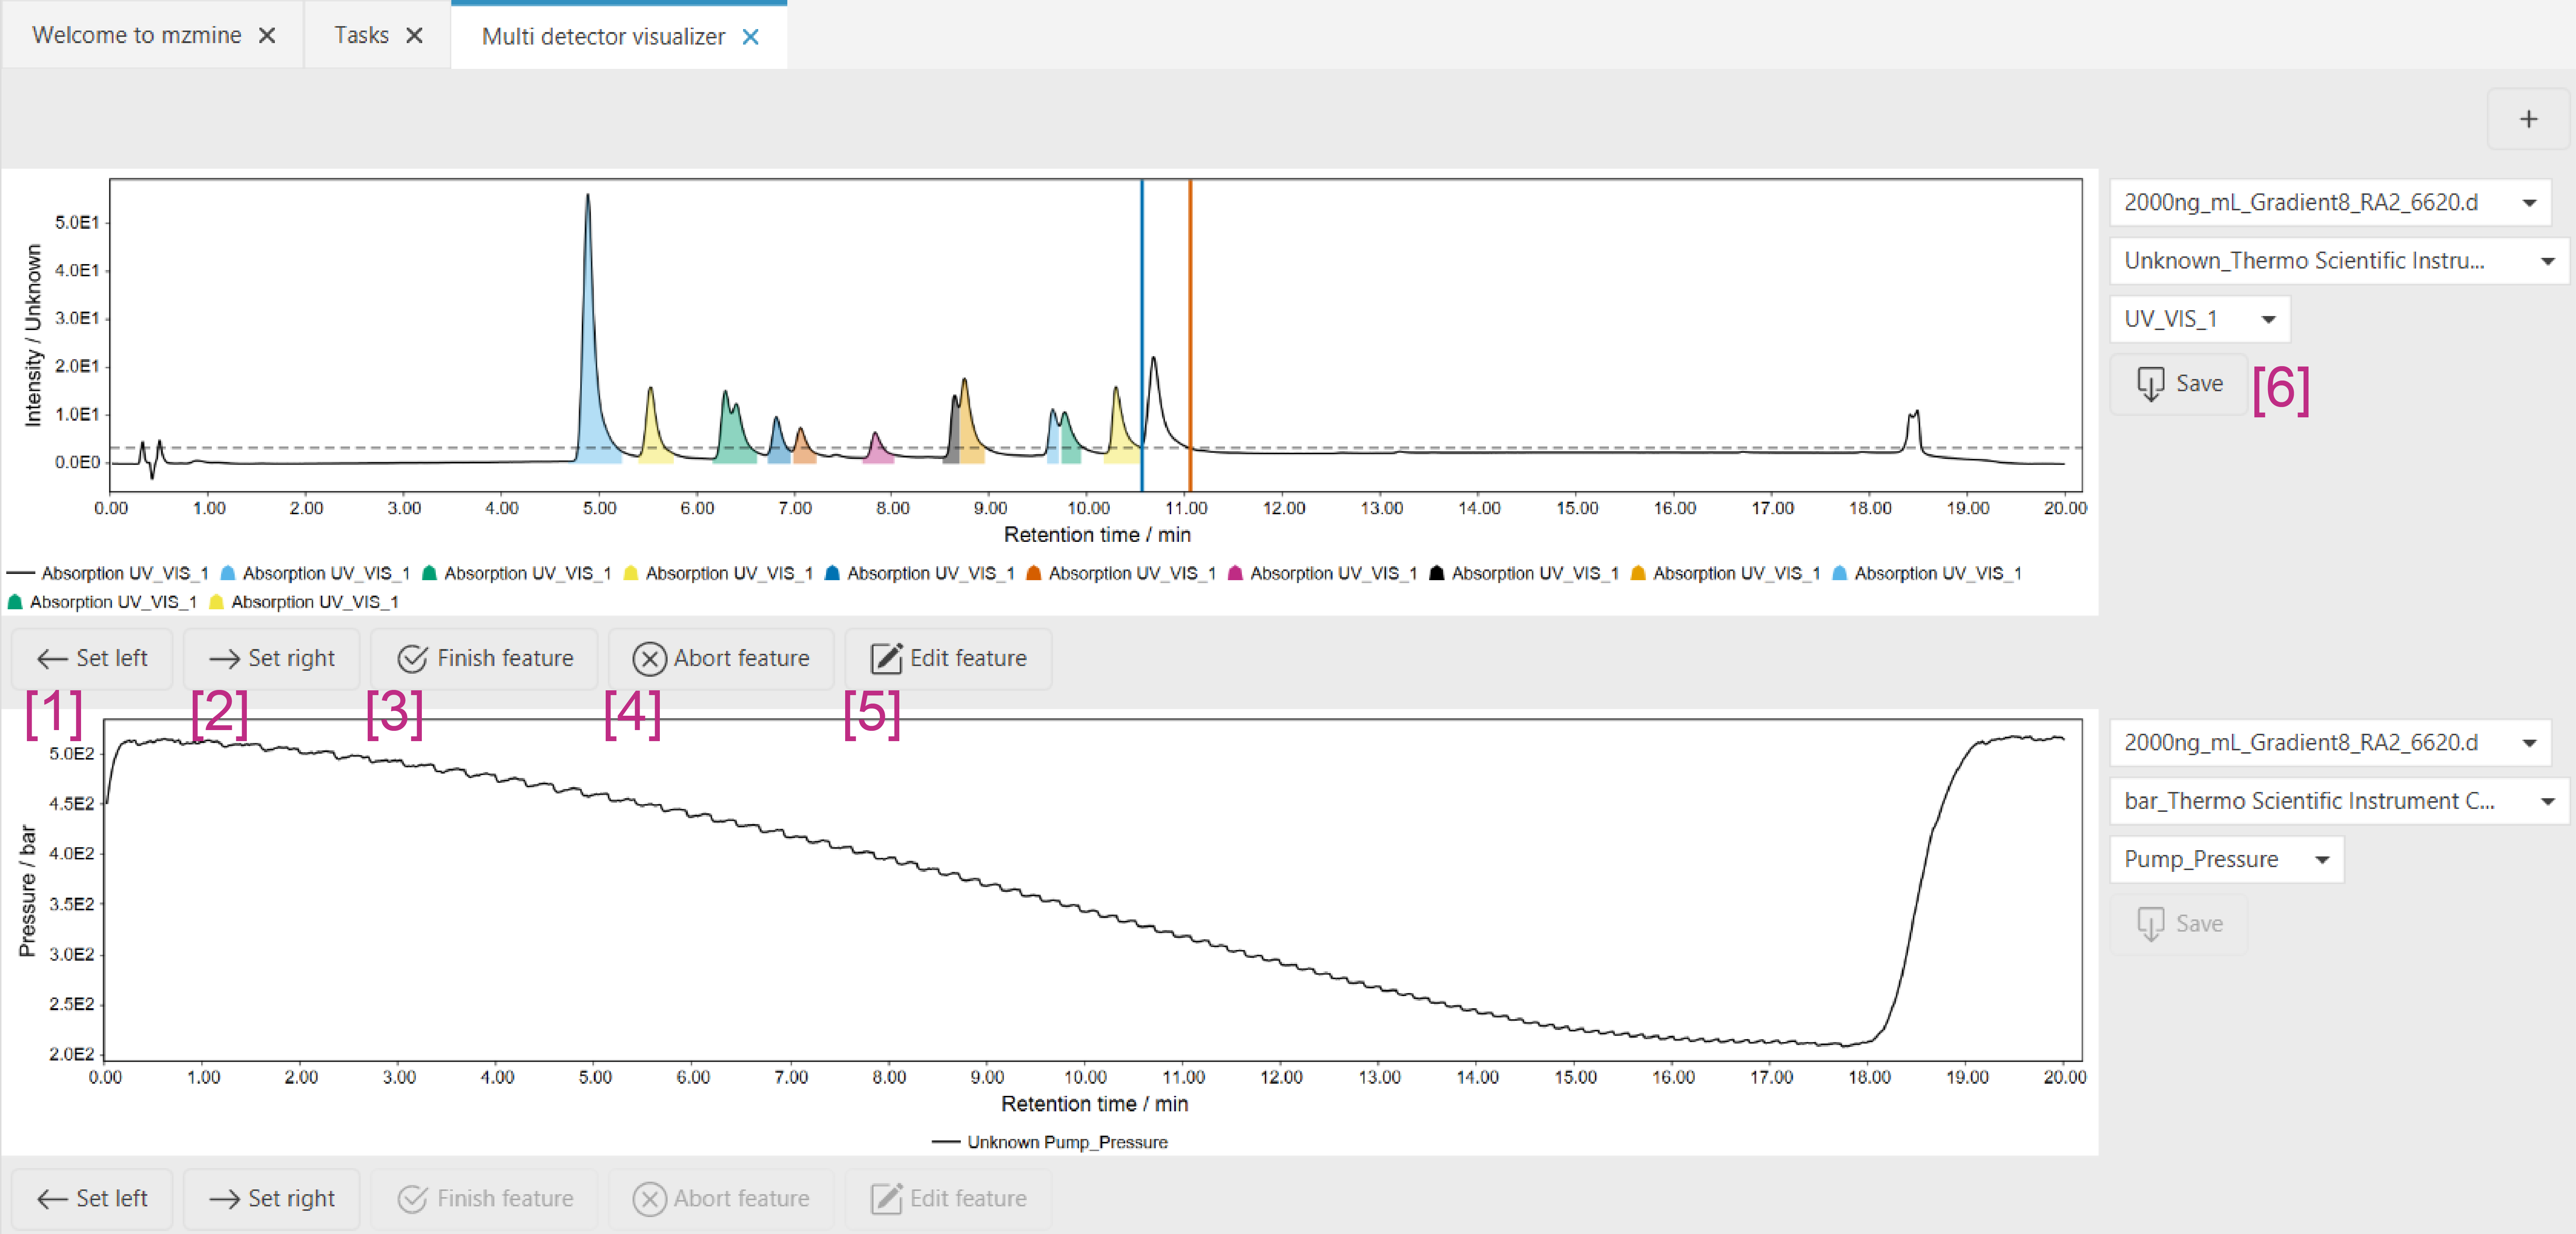 Welcome to mzmine
Tasks
Multi detector visualizer
+
5.0E1
4.0E1
3.0E1
2.0E1
1.0E1
0.0E0
Intensity / Unknown
0.00 1.00 2.00 3.00 4.00 5.00 6.00 7.00 8.00 9.00 10.00 11.00 12.00 13.00 14.00 15.00 16.00 17.00 18.00 19.00 20.00
Retention time / min
Absorption UV_VIS_1 Absorption UV_VIS_1 Absorption UV_VIS_1 Absorption UV_VIS_1 Absorption UV_VIS_1 Absorption UV_VIS_1 Absorption UV_VIS_1 Absorption UV_VIS_1 Absorption UV_VIS_1 Absorption UV_VIS_1
Absorption UV_VIS_1 Absorption UV_VIS_1
2000ng_mL_Gradient8_RA2_6620.d
Unknown_Thermo Scientific Instru...
UV_VIS_1
Save [6]
Set left Set right Finish feature Abort feature Edit feature
[1] [2] [3] [4] [5]
5.0E2
4.5E2
4.0E2
3.5E2
3.0E2
2.5E2
2.0E2
Pressure / bar
0.00 1.00 2.00 3.00 4.00 5.00 6.00 7.00 8.00 9.00 10.00 11.00 12.00 13.00 14.00 15.00 16.00 17.00 18.00 19.00 20.00
Retention time / min
Unknown Pump_Pressure
2000ng_mL_Gradient8_RA2_6620.d
bar_Thermo Scientific Instrument C...
Pump_Pressure
Save
Set left Set right Finish feature Abort feature Edit feature